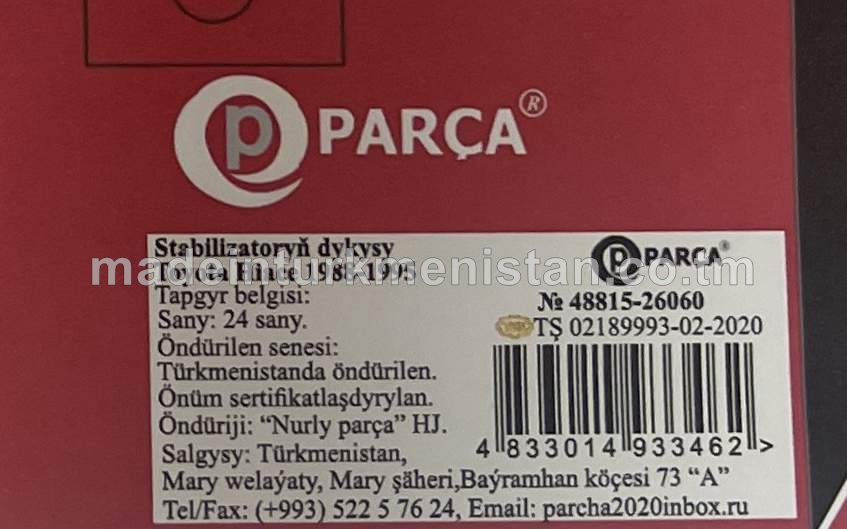 p PARÇA®
Stabilizatoryň dykysy
p PARÇA®
Toyota Hiace 1988-1995
madeinturkmenistan.com.tm
Tapgyr belgisi:
№ 48815-26060
Sany: 24 sany.
TŞ 02189993-02-2020
Öndürilen senesi:
Türkmenistanda öndürilen.
Önüm sertifikatlaşdyrylan.
Öndüriji: “Nurly parça” HJ.
4 833014 933462 >
Salgysy: Türkmenistan,
Mary welaýaty, Mary şäheri,Baýramhan köçesi 73 “A”
Tel/Fax: (+993) 522 5 76 24, Email: parcha2020inbox.ru